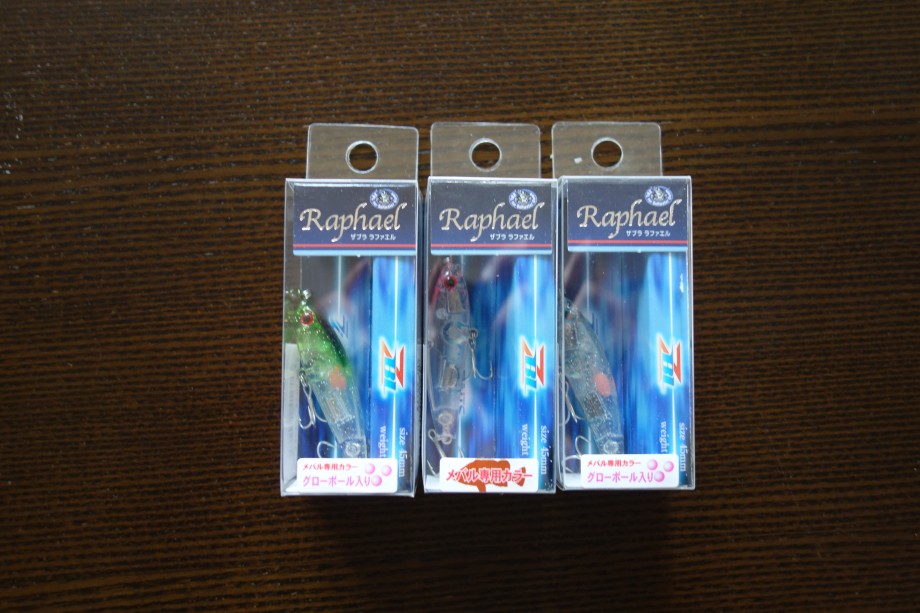 Raphael
ザブラ ラファエル
size 45mm
weight
メバル専用カラー
グローボール入り
Raphael
ザブラ ラファエル
size 45mm
weight
メバル専用カラー
Raphael
ザブラ ラファエル
size 45mm
weight
メバル専用カラー
グローボール入り